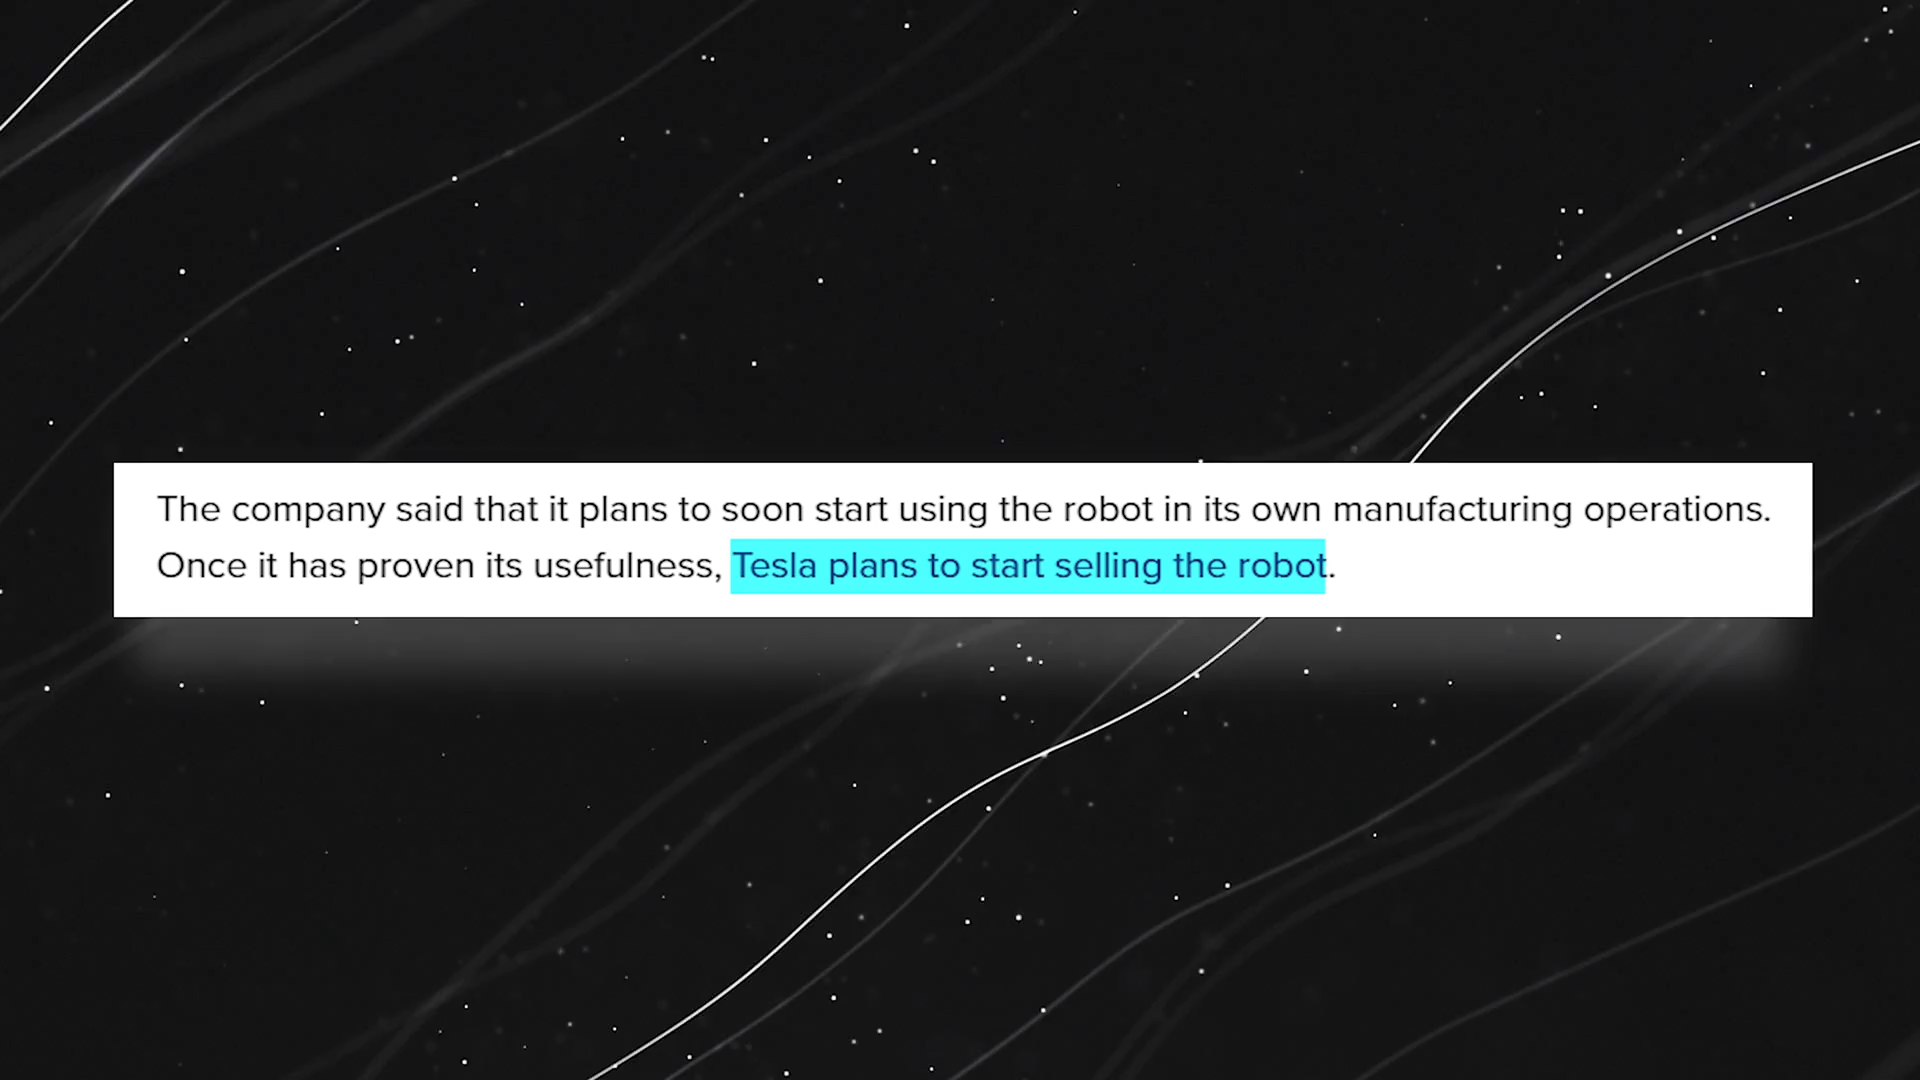 The company said that it plans to soon start using the robot in its own manufacturing operations.
Once it has proven its usefulness, Tesla plans to start selling the robot.